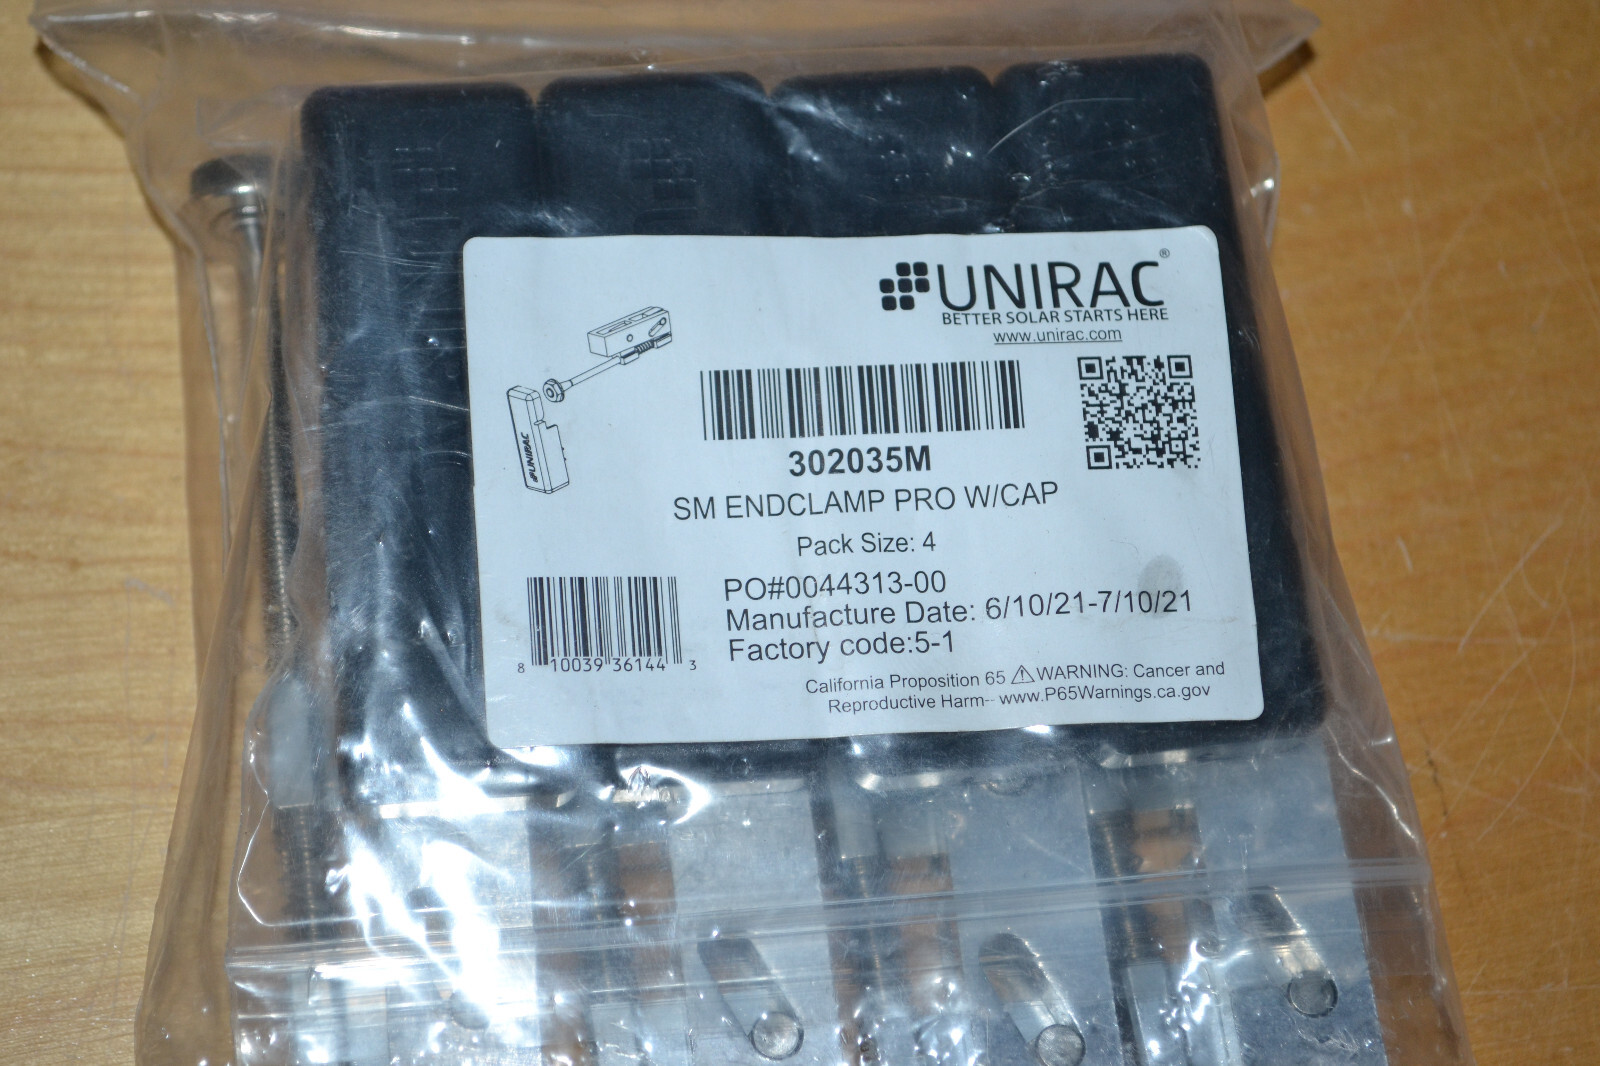 UNIRAC®
BETTER SOLAR STARTS HERE
www.unirac.com
UNIRAC
302035M
SM ENDCLAMP PRO W/CAP
Pack Size: 4
PO#0044313-00
Manufacture Date: 6/10/21-7/10/21
Factory code:5-1
8 10039 36144 3
California Proposition 65 ⚠WARNING: Cancer and
Reproductive Harm-- www.P65Warnings.ca.gov